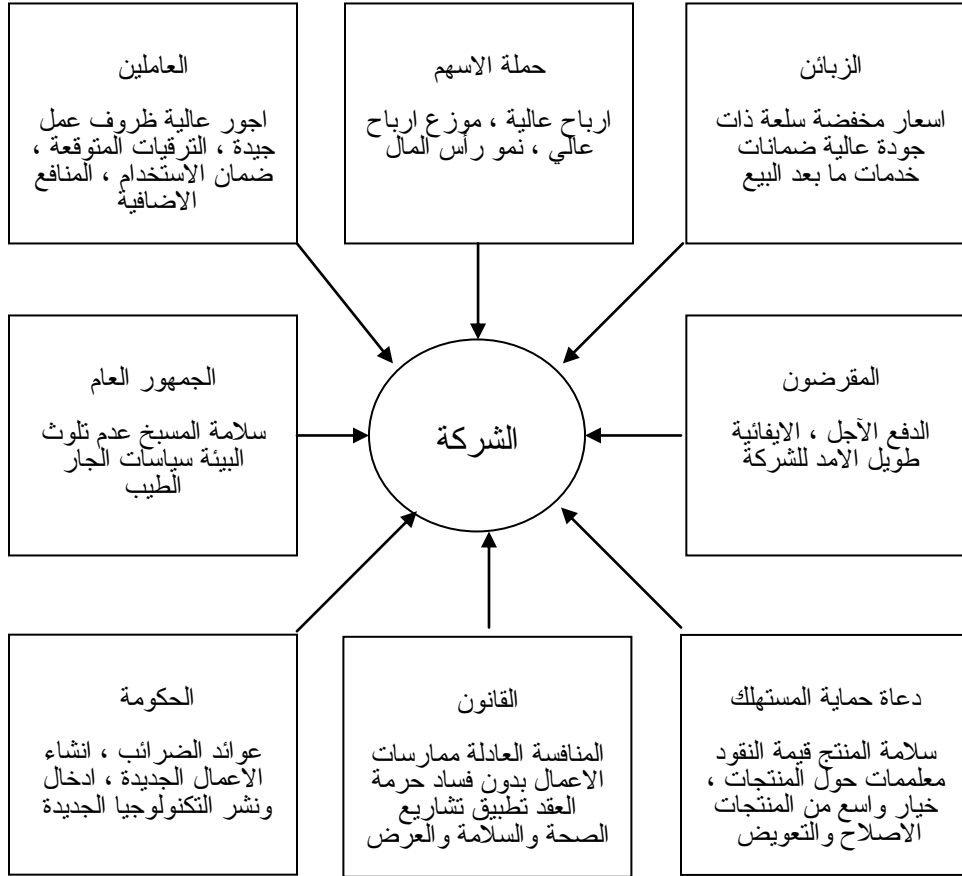 الزبائن
اسعار مخفضة سلعة ذات
جودة عالية ضمانات
خدمات ما بعد البيع
حملة الاسهم
ارباح عالية ، موزع ارباح
عالي ، نمو رأس المال
العاملين
اجور عالية ظروف عمل
جيدة ، الترقيات المتوقعة ،
ضمان الاستخدام ، المنافع
الاضافية
المقرضون
الدفع الآجل ، الايفائية
طويل الامد للشركة
الشركة
الجمهور العام
سلامة المسبخ عدم تلوث
البيئة سياسات الجار
الطيب
دعاة حماية المستهلك
سلامة المنتج قيمة النقود
معلممات حول المنتجات ،
خيار واسع من المنتجات
الاصلاح والتعويض
القانون
المنافسة العادلة ممارسات
الاعمال بدون فساد حرمة
العقد تطبيق تشاريع
الصحة والسلامة والعرض
الحكومة
عوائد الضرائب ، انشاء
الاعمال الجديدة ، ادخال
ونشر التكنولوجيا الجديدة